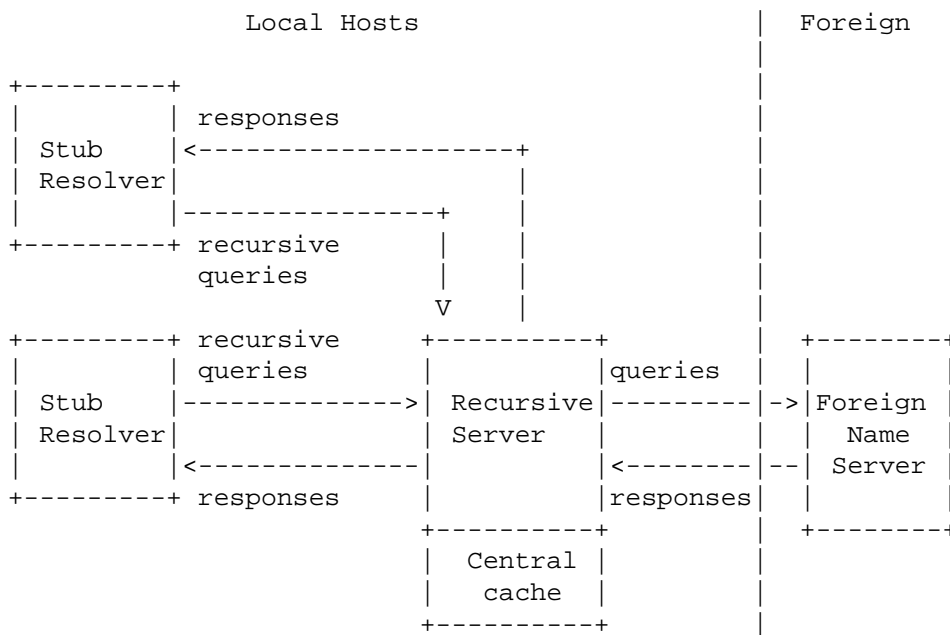 Local Hosts | Foreign
|
+---------+ |
| | responses |
| Stub |<--------------------+ |
| Resolver| | |
| |----------------+ | |
+---------+ recursive | | |
queries | | |
V | |
+---------+ recursive +----------+ | +--------+
| | queries | |queries | | |
| Stub |-------------->| Recursive|---------|->|Foreign |
| Resolver| | Server | | | Name |
| |<--------------| |<--------|--| Server |
+---------+ responses | |responses| | |
+----------+ | +--------+
| Central | |
| cache | |
+----------+ |